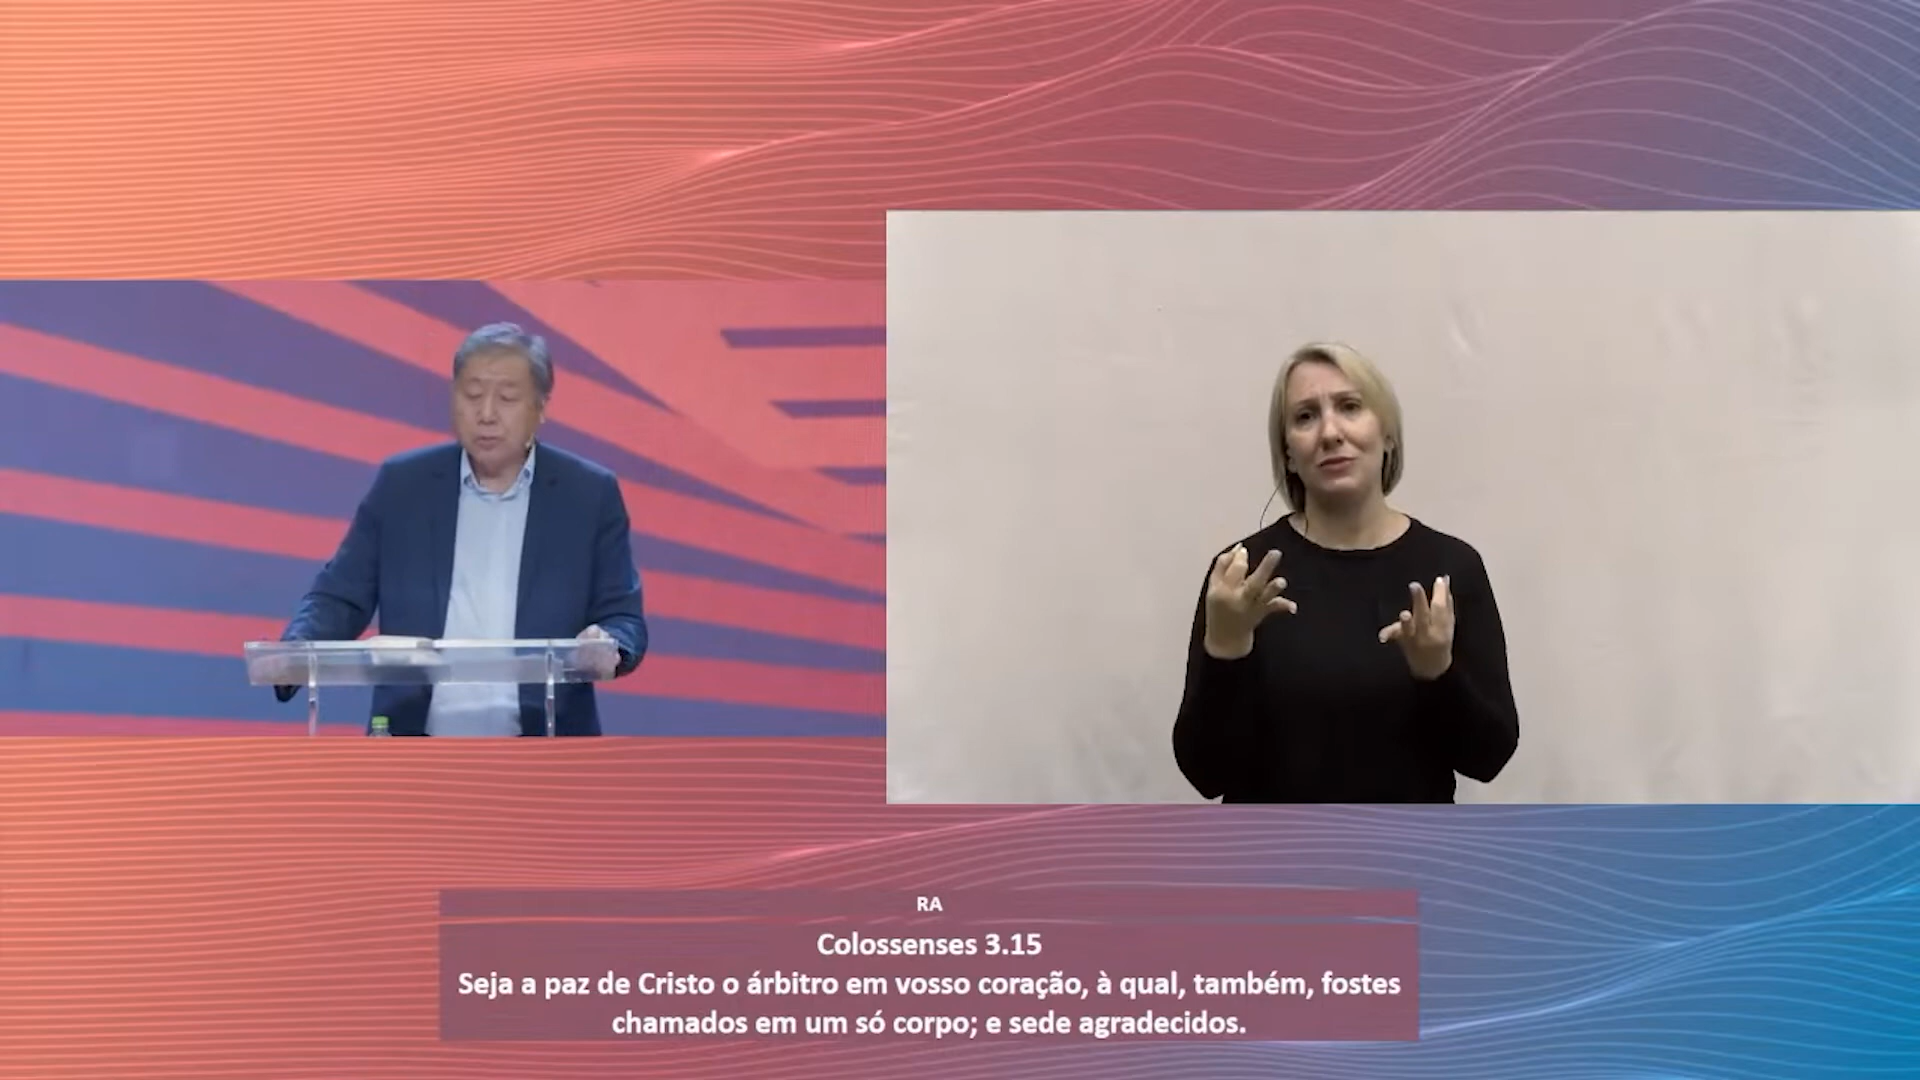 RA
Colossenses 3.15
Seja a paz de Cristo o árbitro em vosso coração, à qual, também, fostes
chamados em um só corpo; e sede agradecidos.